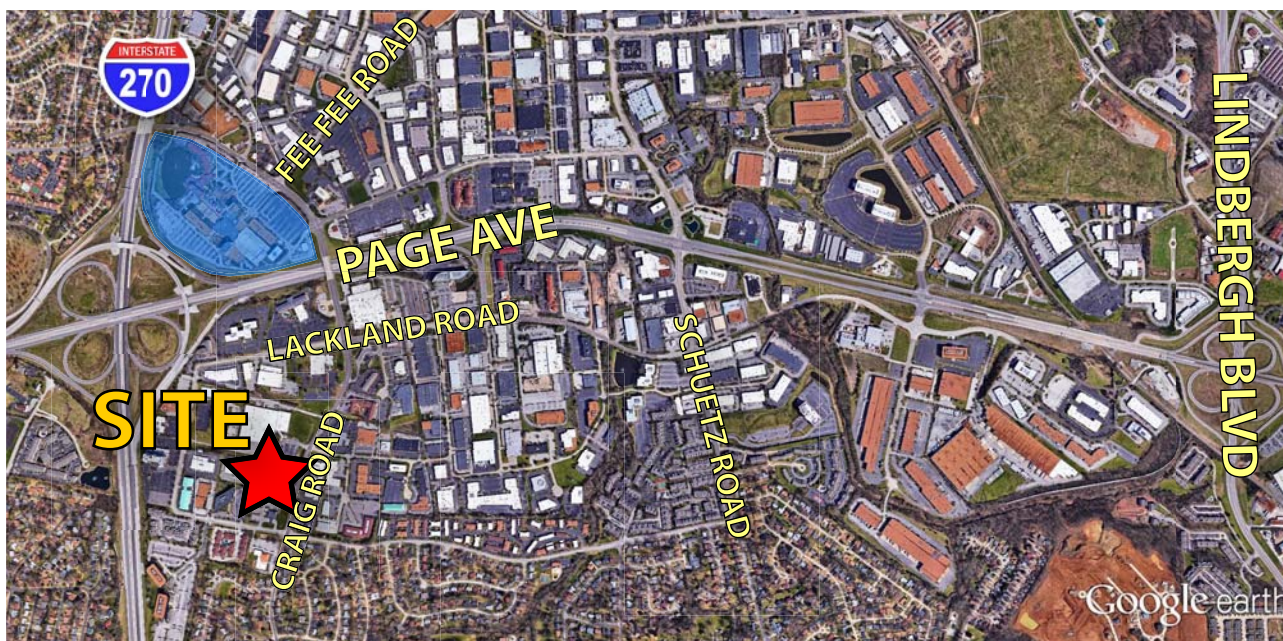 INTERSTATE
270
FEE FEE ROAD
LINDBERGH BLVD
PAGE AVE
LACKLAND ROAD
SCHUETZ ROAD
SITE
CRAIG ROAD
Google earth